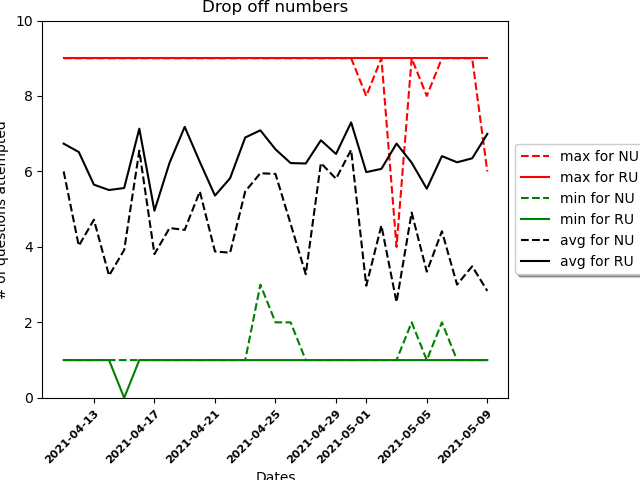 Drop off numbers
# of questions attempted
10
8
6
4
2
0
2021-04-13
2021-04-17
2021-04-21
2021-04-25
2021-04-29
2021-05-01
2021-05-05
2021-05-09
Dates
max for NU
max for RU
min for NU
min for RU
avg for NU
avg for RU